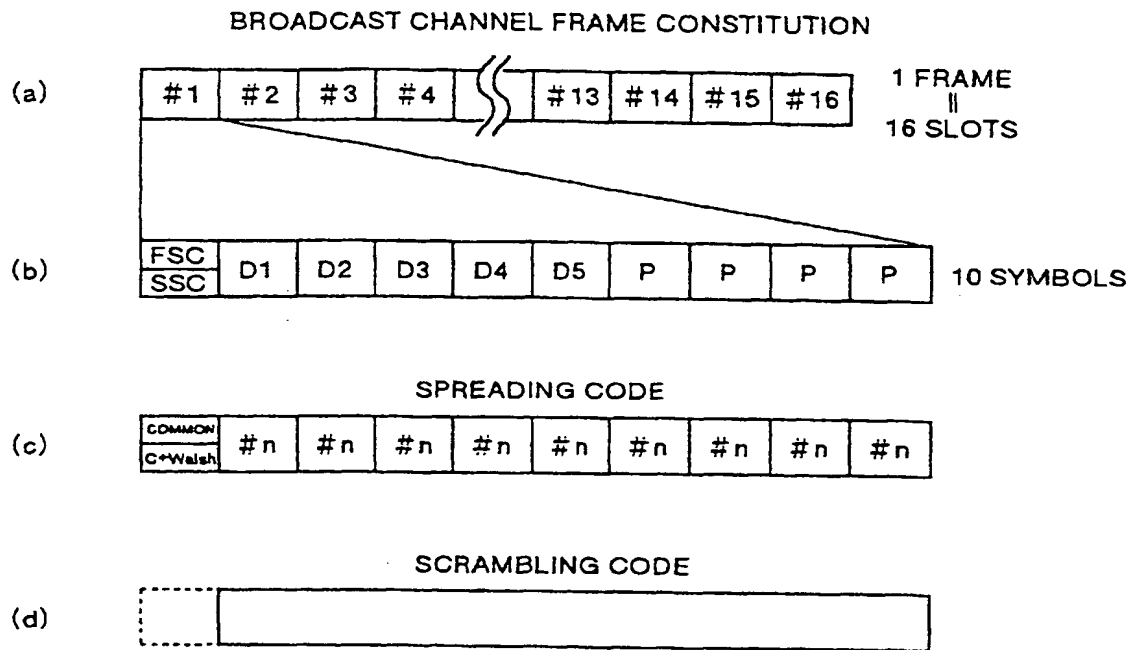 BROADCAST CHANNEL FRAME CONSTITUTION
(a) #1 #2 #3 #4 #13 #14 #15 #16 1 FRAME
=
16 SLOTS
(b) FSC D1 D2 D3 D4 D5 P P P P 10 SYMBOLS
SSC
SPREADING CODE
(c) COMMON #n #n #n #n #n #n #n #n #n
C+Walsh
SCRAMBLING CODE
(d)